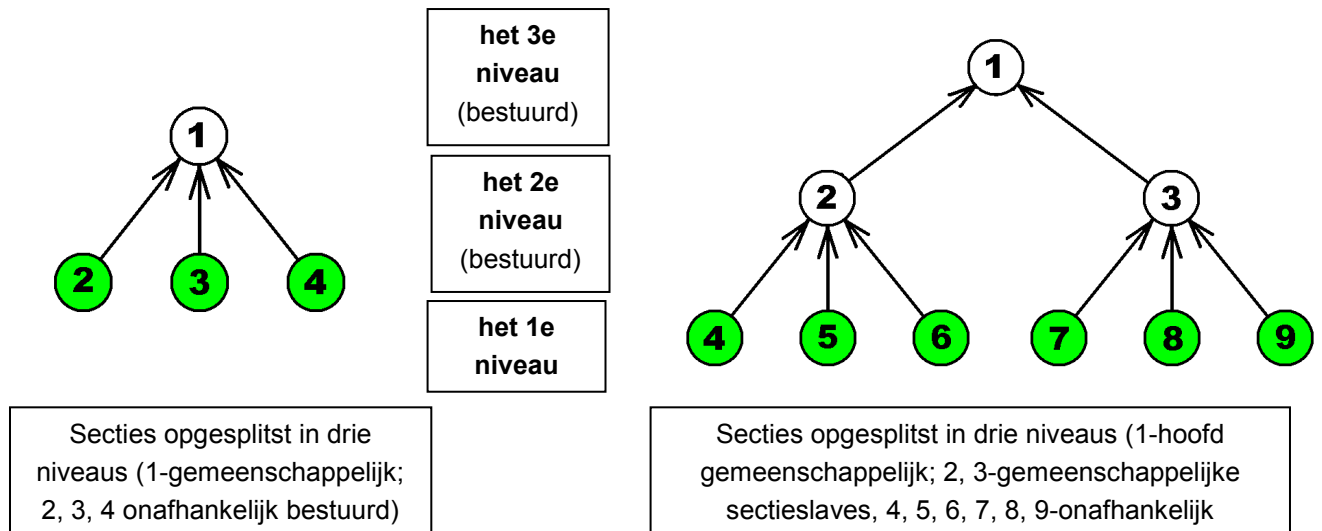 1
2 3 4
het 3e
niveau
(bestuurd)
het 2e
niveau
(bestuurd)
het 1e
niveau
1
2 3
4 5 6 7 8 9
Secties opgesplitst in drie
niveaus (1-gemeenschappelijk;
2, 3, 4 onafhankelijk bestuurd)
Secties opgesplitst in drie niveaus (1-hoofd
gemeenschappelijk; 2, 3-gemeenschappelijke
sectieslaves, 4, 5, 6, 7, 8, 9-onafhankelijk